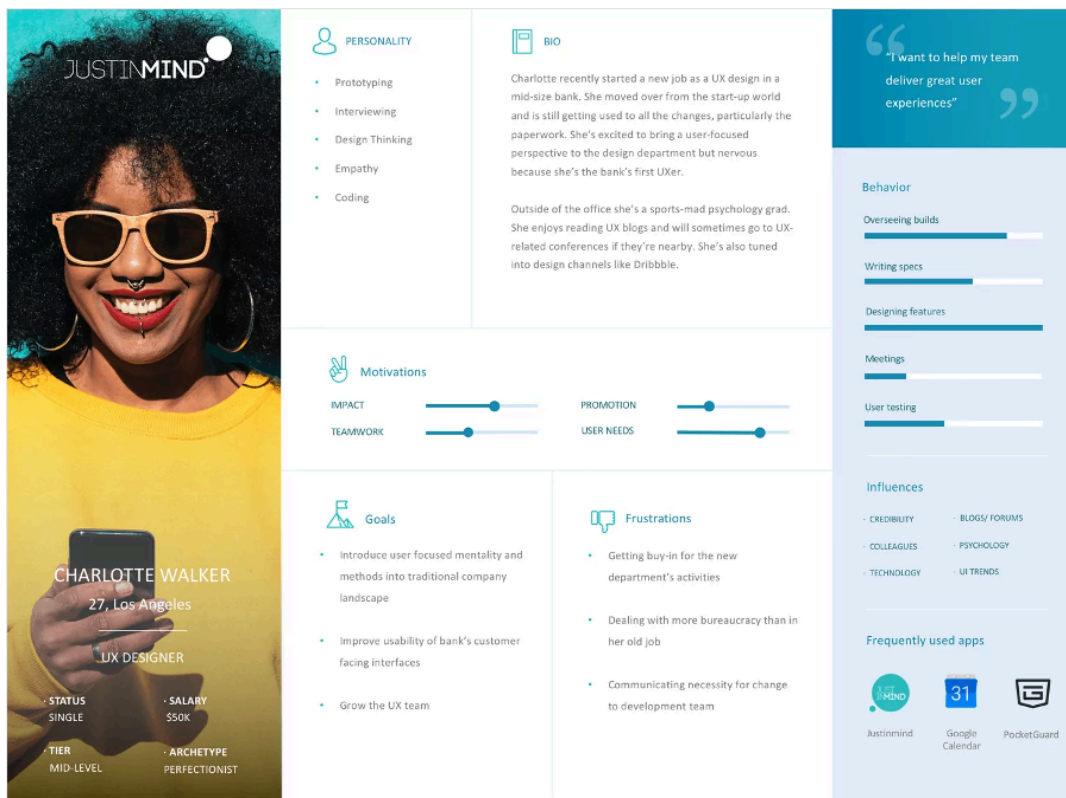 JUSTINMIND
CHARLOTTE WALKER
27, Los Angeles
UX DESIGNER
· STATUS
SINGLE
· SALARY
$50K
· TIER
MID-LEVEL
· ARCHETYPE
PERFECTIONIST
PERSONALITY
• Prototyping
• Interviewing
• Design Thinking
• Empathy
• Coding
BIO
Charlotte recently started a new job as a UX design in a
mid-size bank. She moved over from the start-up world
and is still getting used to all the changes, particularly the
paperwork. She's excited to bring a user-focused
perspective to the design department but nervous
because she's the bank's first UXer.
Outside of the office she's a sports-mad psychology grad.
She enjoys reading UX blogs and will sometimes go to UX-
related conferences if they're nearby. She's also tuned
into design channels like Dribbble.
Motivations
IMPACT
TEAMWORK
PROMOTION
USER NEEDS
Goals
• Introduce user focused mentality and
methods into traditional company
landscape
• Improve usability of bank's customer
facing interfaces
• Grow the UX team
Frustrations
• Getting buy-in for the new
department's activities
• Dealing with more bureaucracy than in
her old job
• Communicating necessity for change
to development team
"I want to help my team
deliver great user
experiences"
Behavior
Overseeing builds
Writing specs
Designing features
Meetings
User testing
Influences
· CREDIBILITY
· COLLEAGUES
· TECHNOLOGY
· BLOGS/ FORUMS
· PSYCHOLOGY
· UI TRENDS
Frequently used apps
JUST
MIND
Justinmind
31
Google
Calendar
PocketGuard